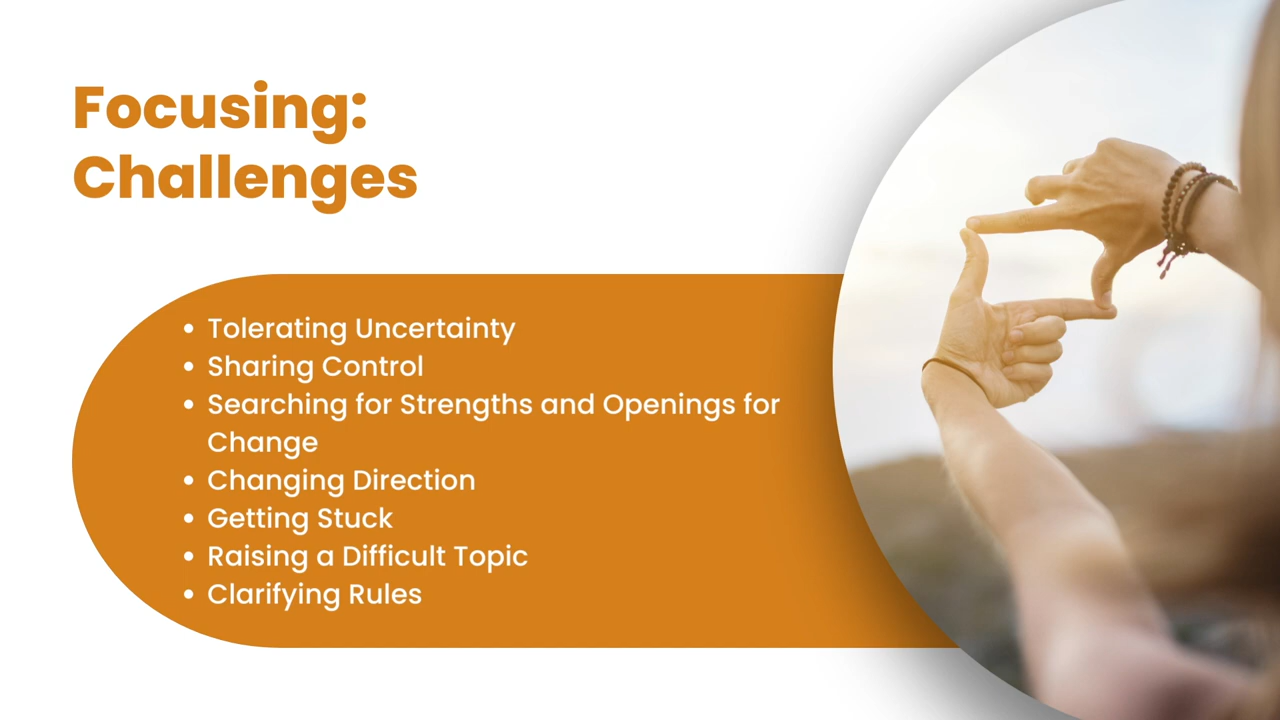 Focusing:
Challenges
• Tolerating Uncertainty
• Sharing Control
• Searching for Strengths and Openings for
Change
• Changing Direction
• Getting Stuck
• Raising a Difficult Topic
• Clarifying Rules